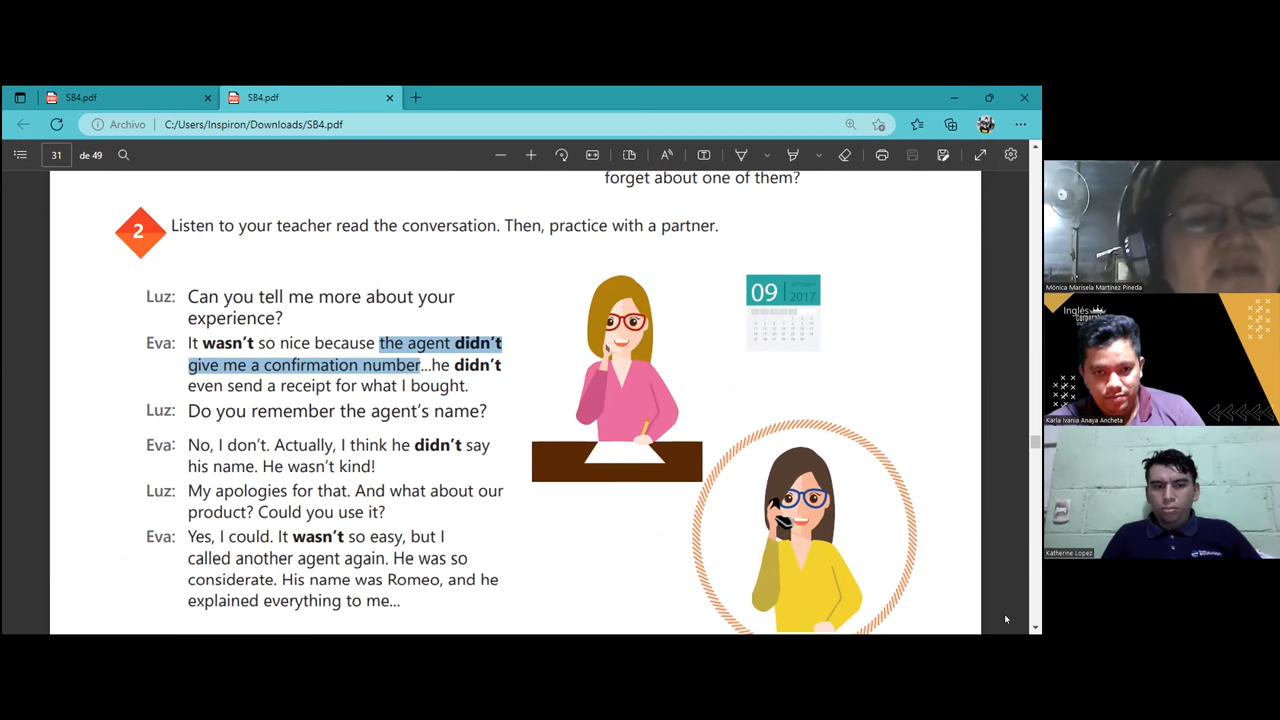 SB4.pdf
SB4.pdf
Archivo
C:/Users/Inspiron/Downloads/SB4.pdf
31
de 49
forget about one of them?
2
Listen to your teacher read the conversation. Then, practice with a partner.
Luz: Can you tell me more about your
experience?
Eva: It wasn't so nice because the agent didn't
give me a confirmation number...he didn't
even send a receipt for what I bought.
Luz: Do you remember the agent's name?
Eva: No, I don't. Actually, I think he didn't say
his name. He wasn't kind!
Luz: My apologies for that. And what about our
product? Could you use it?
Eva: Yes, I could. It wasn't so easy, but I
called another agent again. He was so
considerate. His name was Romeo, and he
explained everything to me...
09
2017
Mónica Marisela Martínez Pineda
Inglés
Corporativo
Karla Ivania Anaya Ancheta
Katherine Lopez